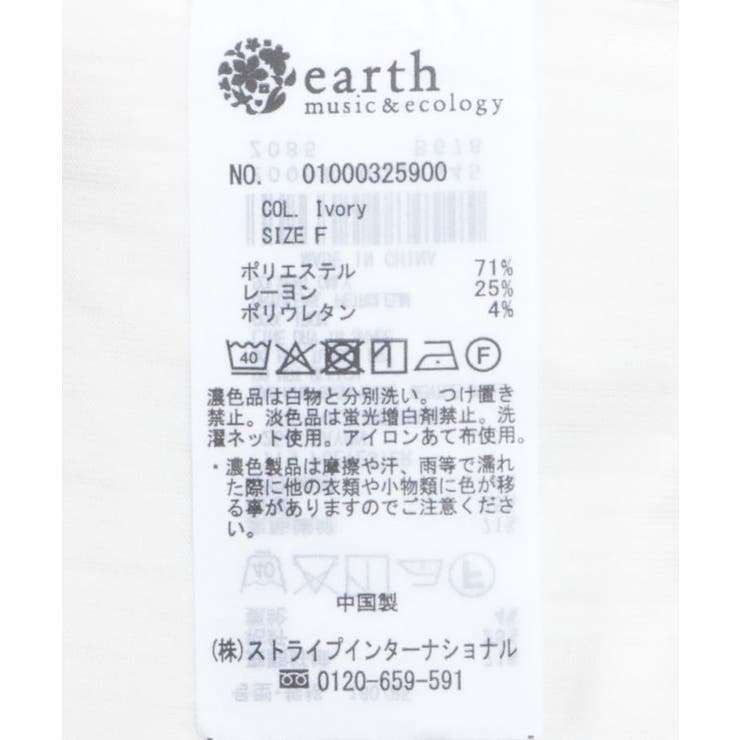 earth
music&ecology
NO. 01000325900
COL. Ivory
SIZE F
ポリエステル 71%
レーヨン 25%
ポリウレタン 4%
40 F
濃色品は白物と分別洗い。つけ置き
禁止。淡色品は蛍光増白剤禁止。洗
濯ネット使用。アイロンあて布使用。
・濃色製品は摩擦や汗、雨等で濡れ
た際に他の衣類や小物類に色が移
る事がありますのでご注意くださ
い。
中国製
(株)ストライプインターナショナル
0120-659-591